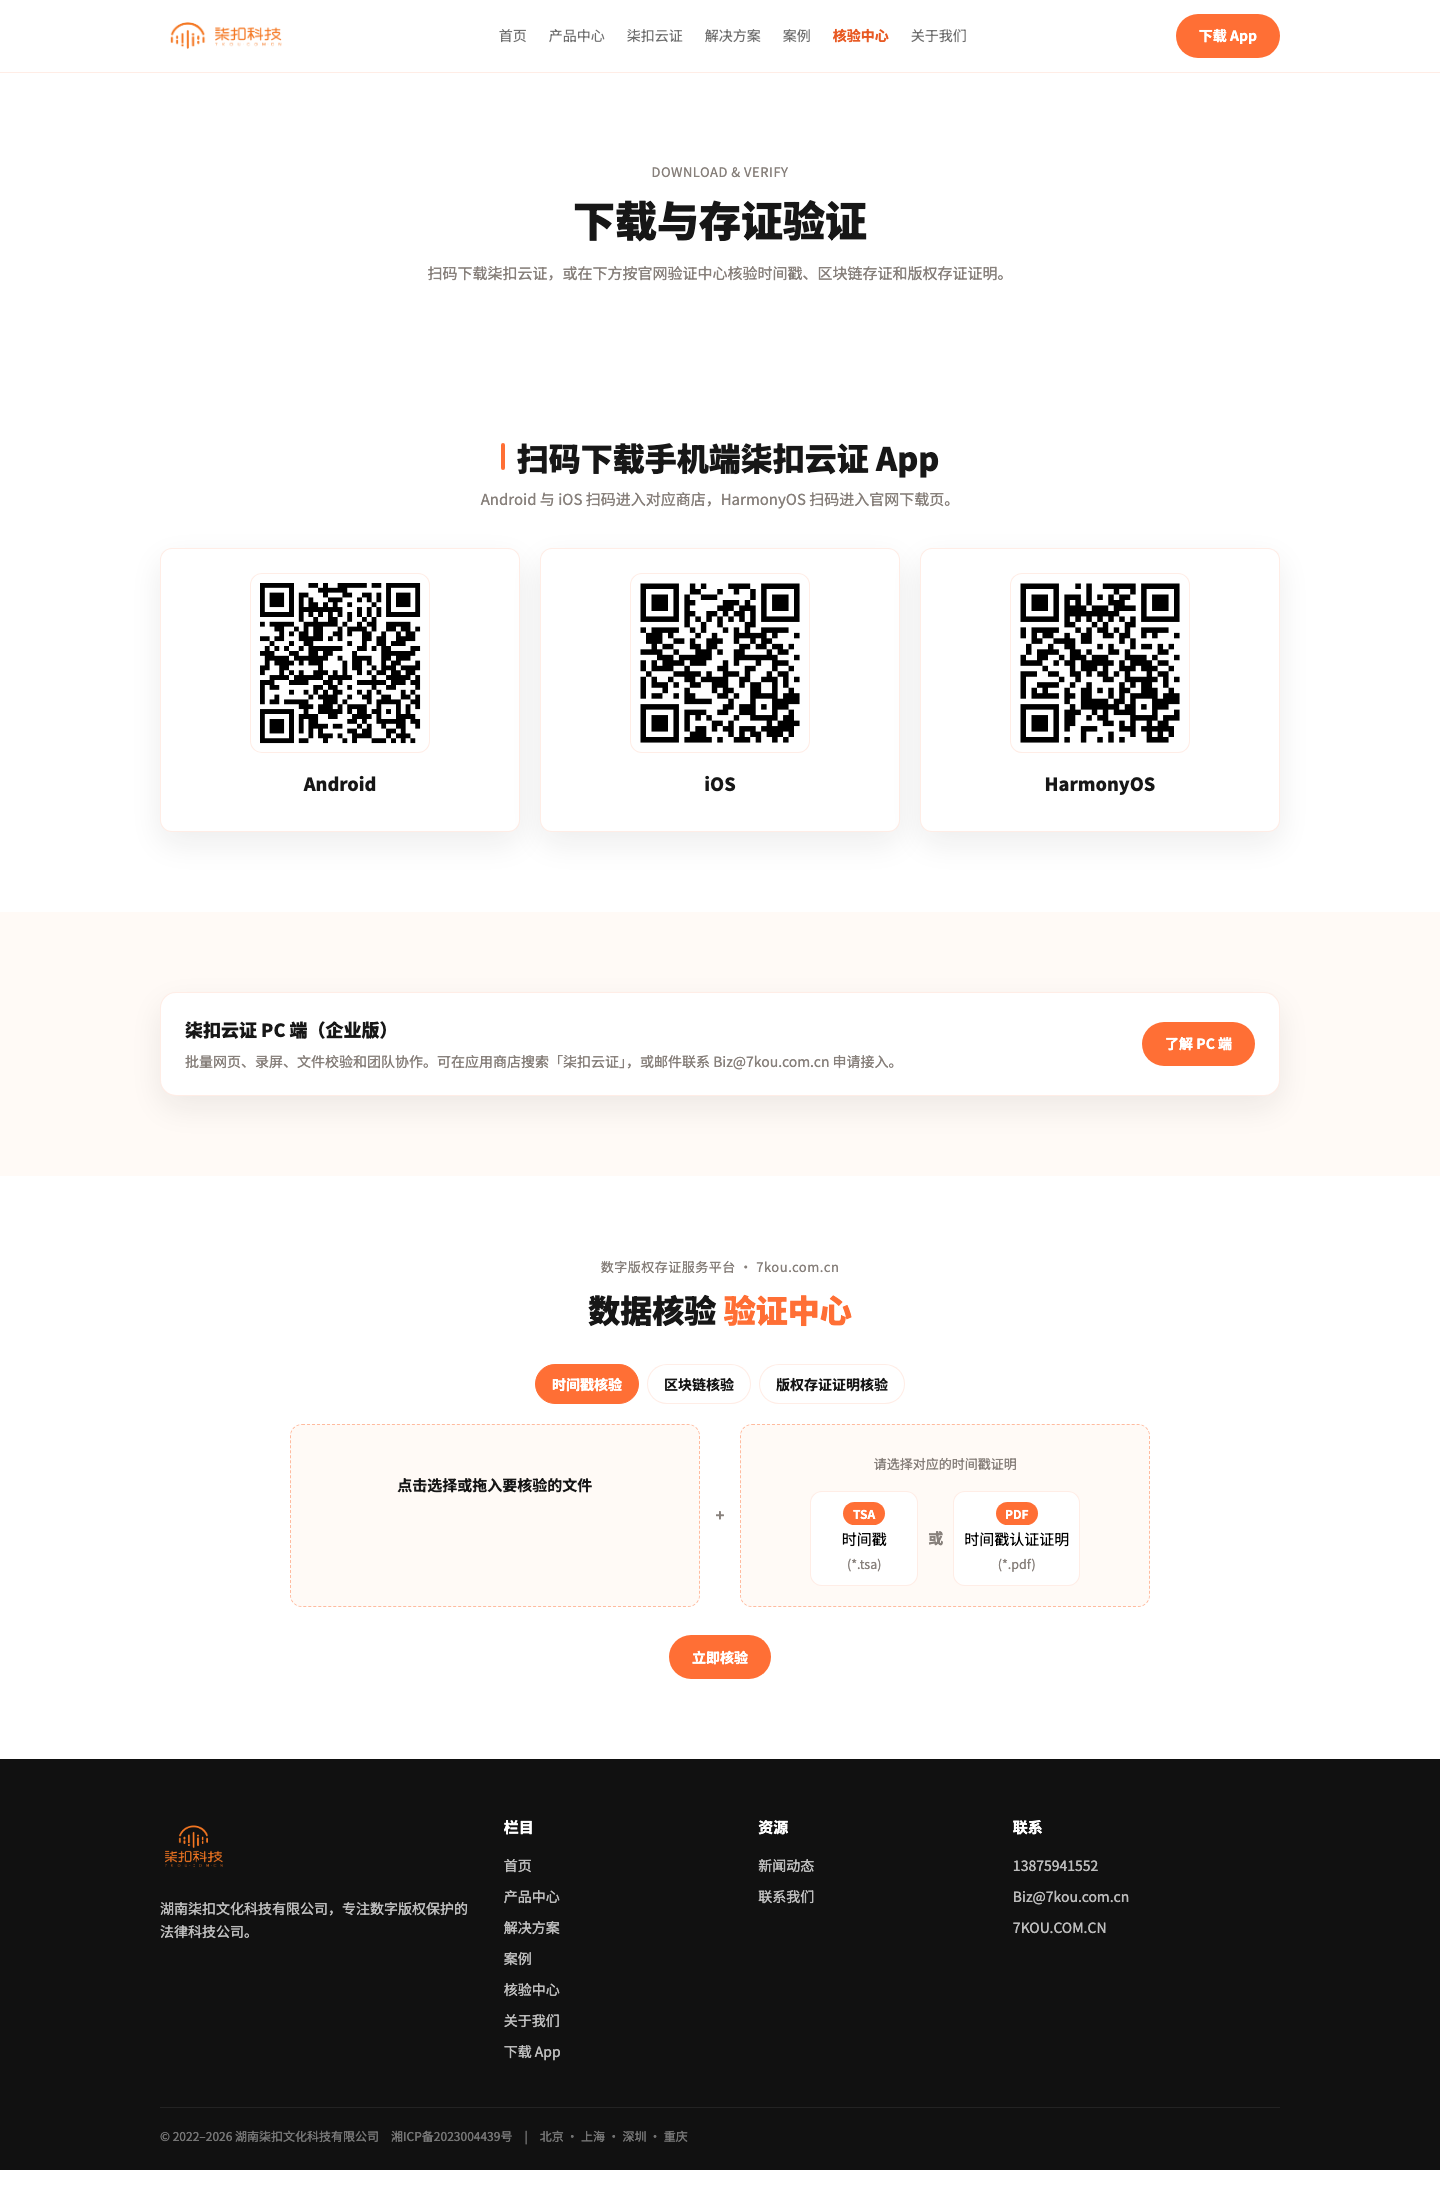 柒扣科技
首页 产品中心 柒扣云证 解决方案 案例 核验中心 关于我们
下载 App
DOWNLOAD & VERIFY
下载与存证验证
扫码下载柒扣云证，或在下方按官网验证中心核验时间戳、区块链存证和版权存证证明。
扫码下载手机端柒扣云证 App
Android 与 iOS 扫码进入对应商店，HarmonyOS 扫码进入官网下载页。
Android
iOS
HarmonyOS
柒扣云证 PC 端（企业版）
批量网页、录屏、文件校验和团队协作。可在应用商店搜索「柒扣云证」，或邮件联系 Biz@7kou.com.cn 申请接入。
了解 PC 端
数字版权存证服务平台 · 7kou.com.cn
数据核验 验证中心
时间戳核验 区块链核验 版权存证证明核验
点击选择或拖入要核验的文件
+
请选择对应的时间戳证明
TSA
时间戳
(*.tsa)
或
PDF
时间戳认证证明
(*.pdf)
立即核验
柒扣科技
湖南柒扣文化科技有限公司，专注数字版权保护的
法律科技公司。
栏目
首页
产品中心
解决方案
案例
核验中心
关于我们
下载 App
资源
新闻动态
联系我们
联系
13875941552
Biz@7kou.com.cn
7KOU.COM.CN
© 2022–2026 湖南柒扣文化科技有限公司 湘ICP备2023004439号 | 北京 · 上海 · 深圳 · 重庆